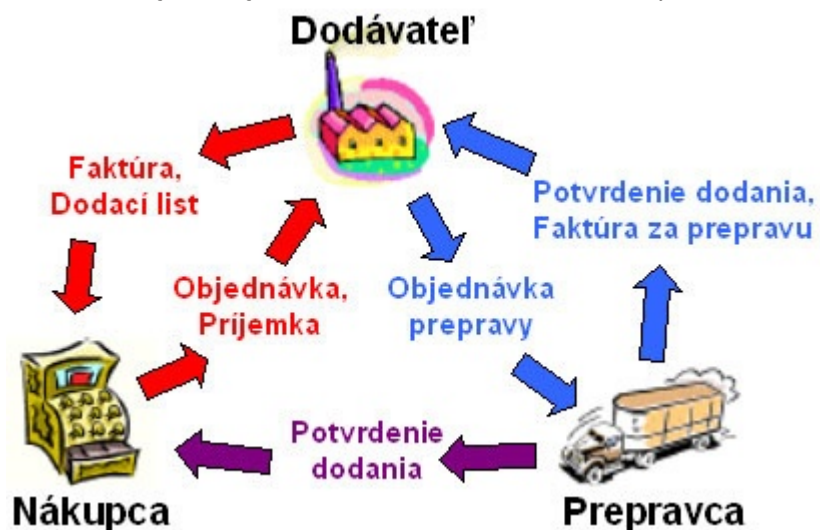 Dodávateľ
Faktúra,
Dodací list
Potvrdenie dodania,
Faktúra za prepravu
Objednávka,
Príjemka
Objednávka
prepravy
Potvrdenie
dodania
Nákupca
Prepravca